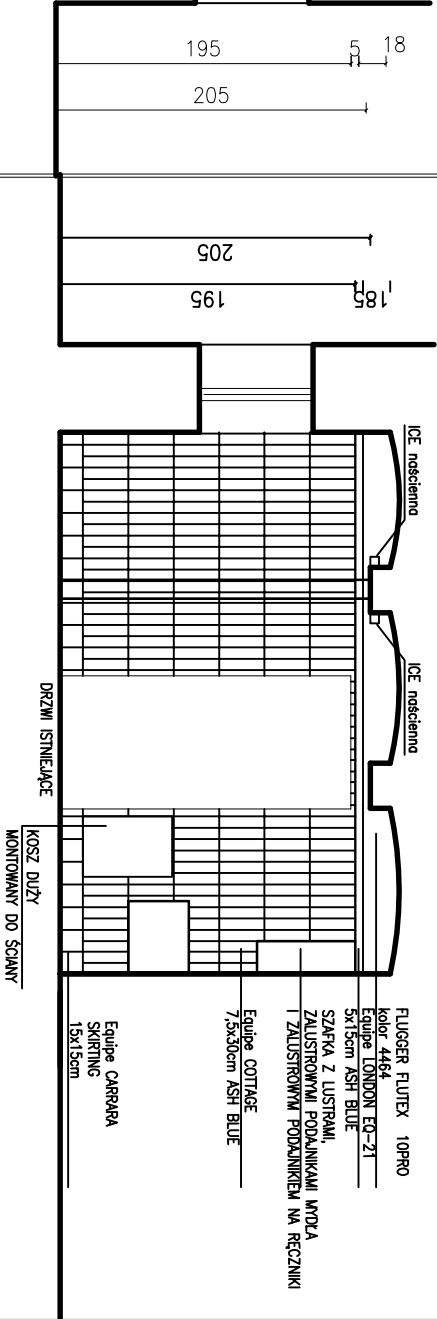 195
5
18
205
205
195
185
ICE naścienna
ICE naścienna
DRZWI ISTNIEJĄCE
KOSZ DUŻY
MONTOWANY DO ŚCIANY
FLUGGER FLUTEX 10PRO
kolor 4464
Equipe LONDON EQ-21
5x15cm ASH BLUE
SZAFKA Z LUSTRAMI,
ZALUSTROWYMI PODAJNIKAMI MYDŁA
I ZALUSTROWYM PODAJNIKIEM NA RĘCZNIKI
Equipe COTTAGE
7,5x30cm ASH BLUE
Equipe CARRARA
SKIRTING
15x15cm